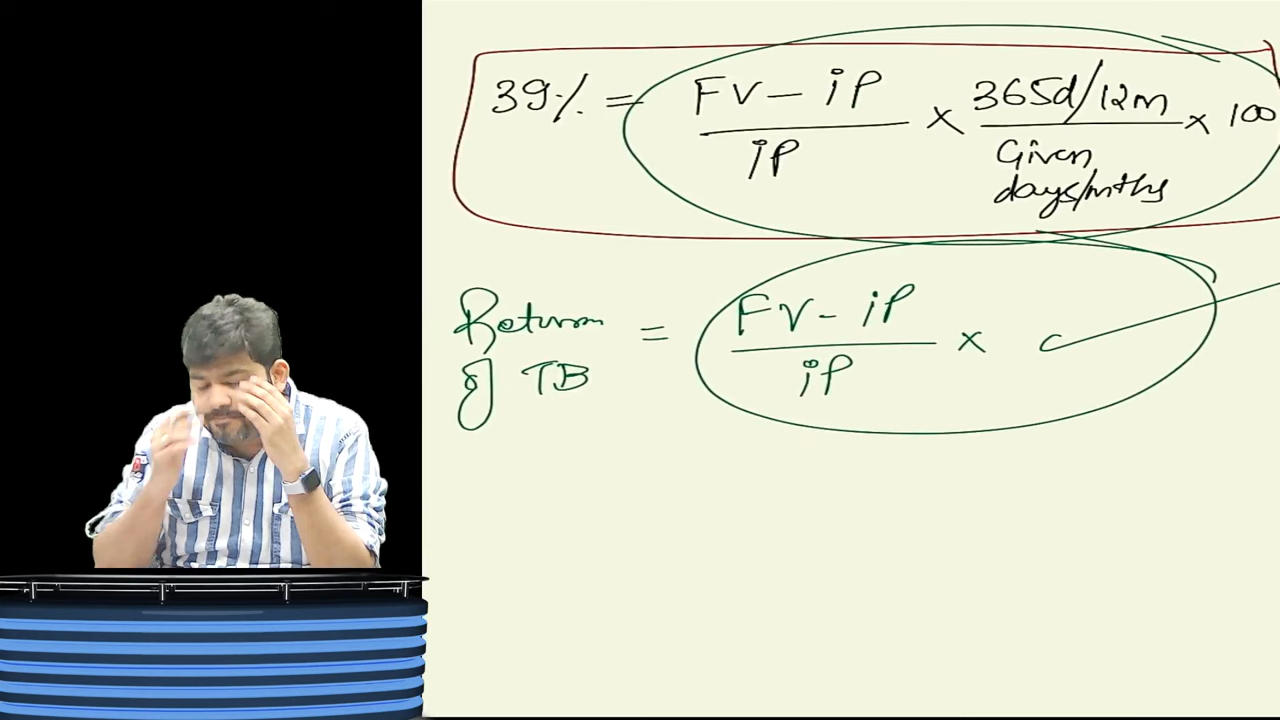 39% = FV - iP / iP × 365d/12m / Given days/mths × 100
Return of TB = FV - iP / iP ×